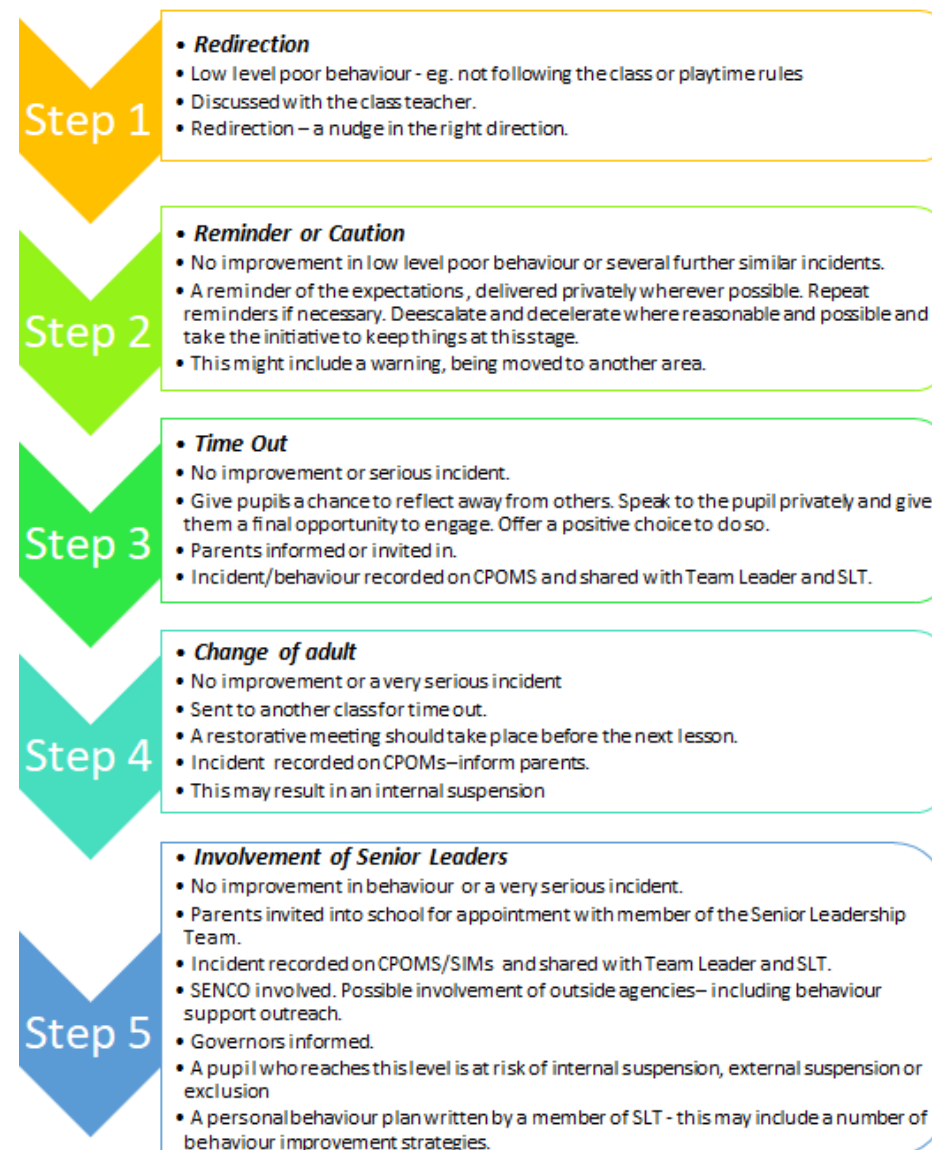 Step 1
• Redirection
• Low level poor behaviour - eg. not following the class or playtime rules
• Discussed with the class teacher.
• Redirection – a nudge in the right direction.
Step 2
• Reminder or Caution
• No improvement in low level poor behaviour or several further similar incidents.
• A reminder of the expectations, delivered privately wherever possible. Repeat
reminders if necessary. Deescalate and decelerate where reasonable and possible and
take the initiative to keep things at this stage.
• This might include a warning, being moved to another area.
Step 3
• Time Out
• No improvement or serious incident.
• Give pupils a chance to reflect away from others. Speak to the pupil privately and give
them a final opportunity to engage. Offer a positive choice to do so.
• Parents informed or invited in.
• Incident/behaviour recorded on CPOMS and shared with Team Leader and SLT.
Step 4
• Change of adult
• No improvement or a very serious incident
• Sent to another class for time out.
• A restorative meeting should take place before the next lesson.
• Incident recorded on CPOMs–inform parents.
• This may result in an internal suspension
Step 5
• Involvement of Senior Leaders
• No improvement in behaviour or a very serious incident.
• Parents invited into school for appointment with member of the Senior Leadership
Team.
• Incident recorded on CPOMS/SIMs and shared with Team Leader and SLT.
• SENCO involved. Possible involvement of outside agencies– including behaviour
support outreach.
• Governors informed.
• A pupil who reaches this level is at risk of internal suspension, external suspension or
exclusion
• A personal behaviour plan written by a member of SLT - this may include a number of
behaviour improvement strategies.